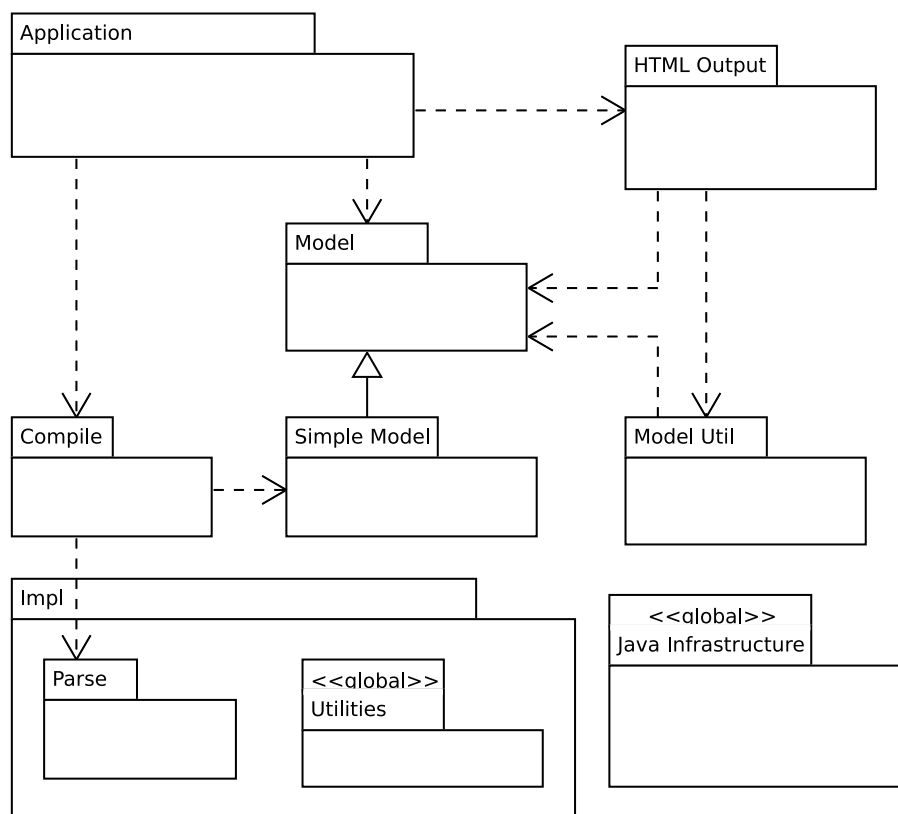 Application
HTML Output
Model
Compile
Simple Model
Model Util
Impl
<<global>>
Java Infrastructure
Parse
<<global>>
Utilities